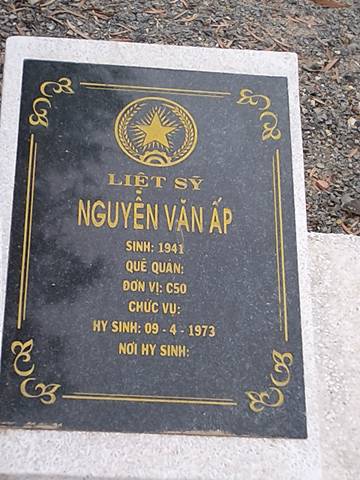 LIỆT SỸ
NGUYỄN VĂN ẤP
SINH: 1941
QUÊ QUÁN:
ĐƠN VỊ: C50
CHỨC VỤ:
HY SINH: 09 - 4 - 1973
NƠI HY SINH: